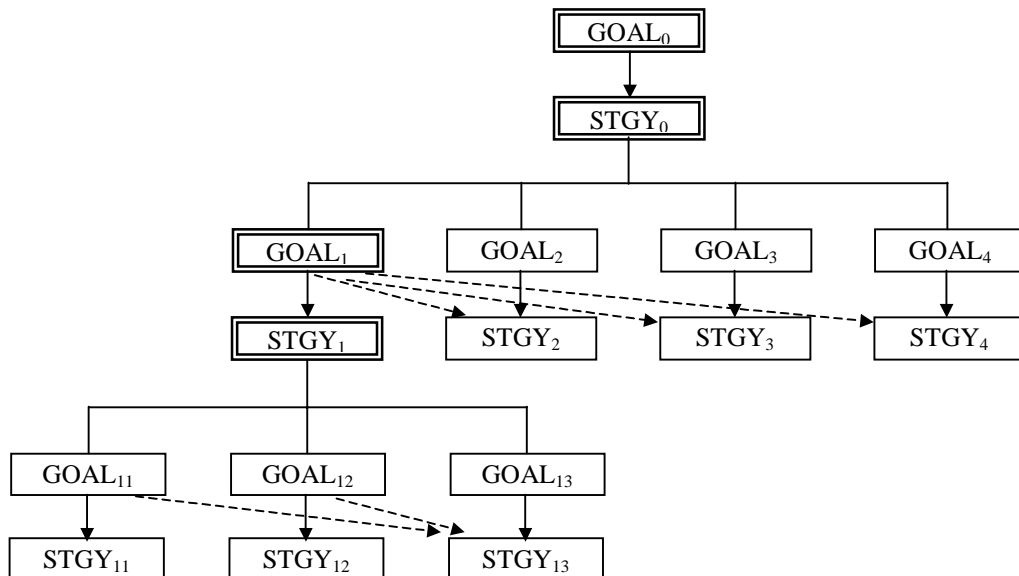 GOAL₀
STGY₀
GOAL₁ GOAL₂ GOAL₃ GOAL₄
STGY₁ STGY₂ STGY₃ STGY₄
GOAL₁₁ GOAL₁₂ GOAL₁₃
STGY₁₁ STGY₁₂ STGY₁₃